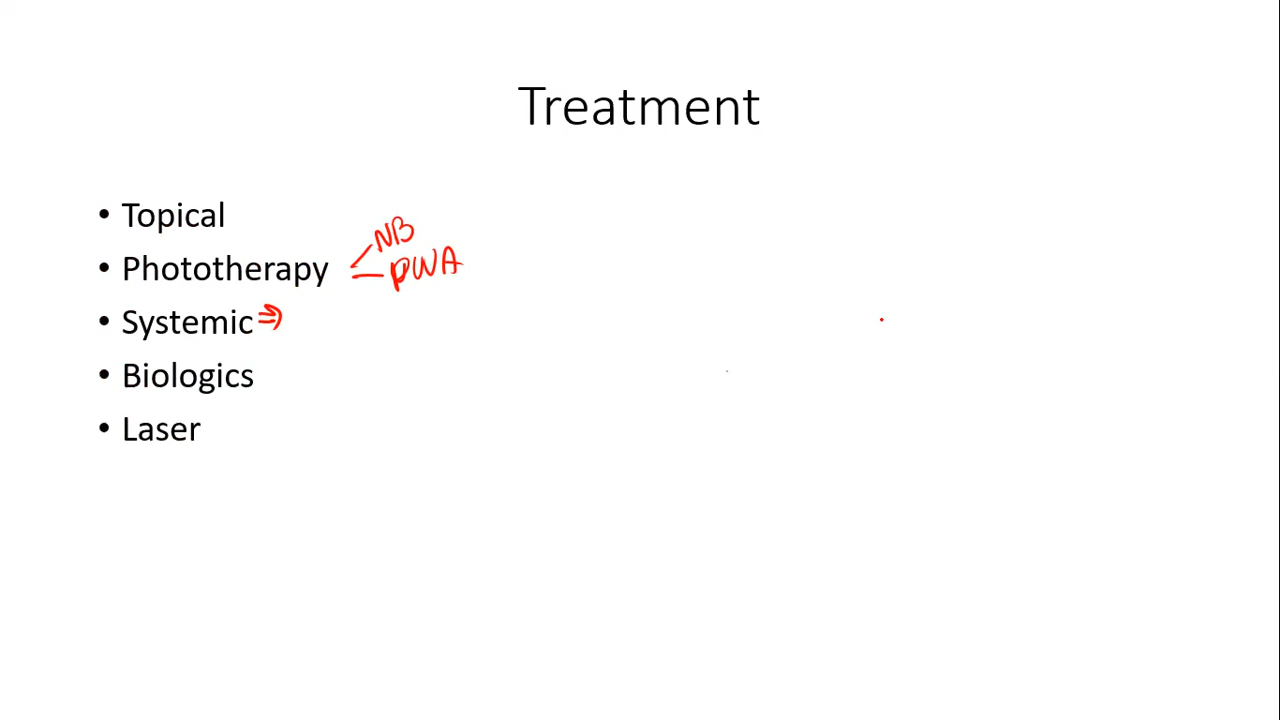 Treatment
• Topical
NB
• Phototherapy
PUVA
• Systemic ⇒
• Biologics
• Laser